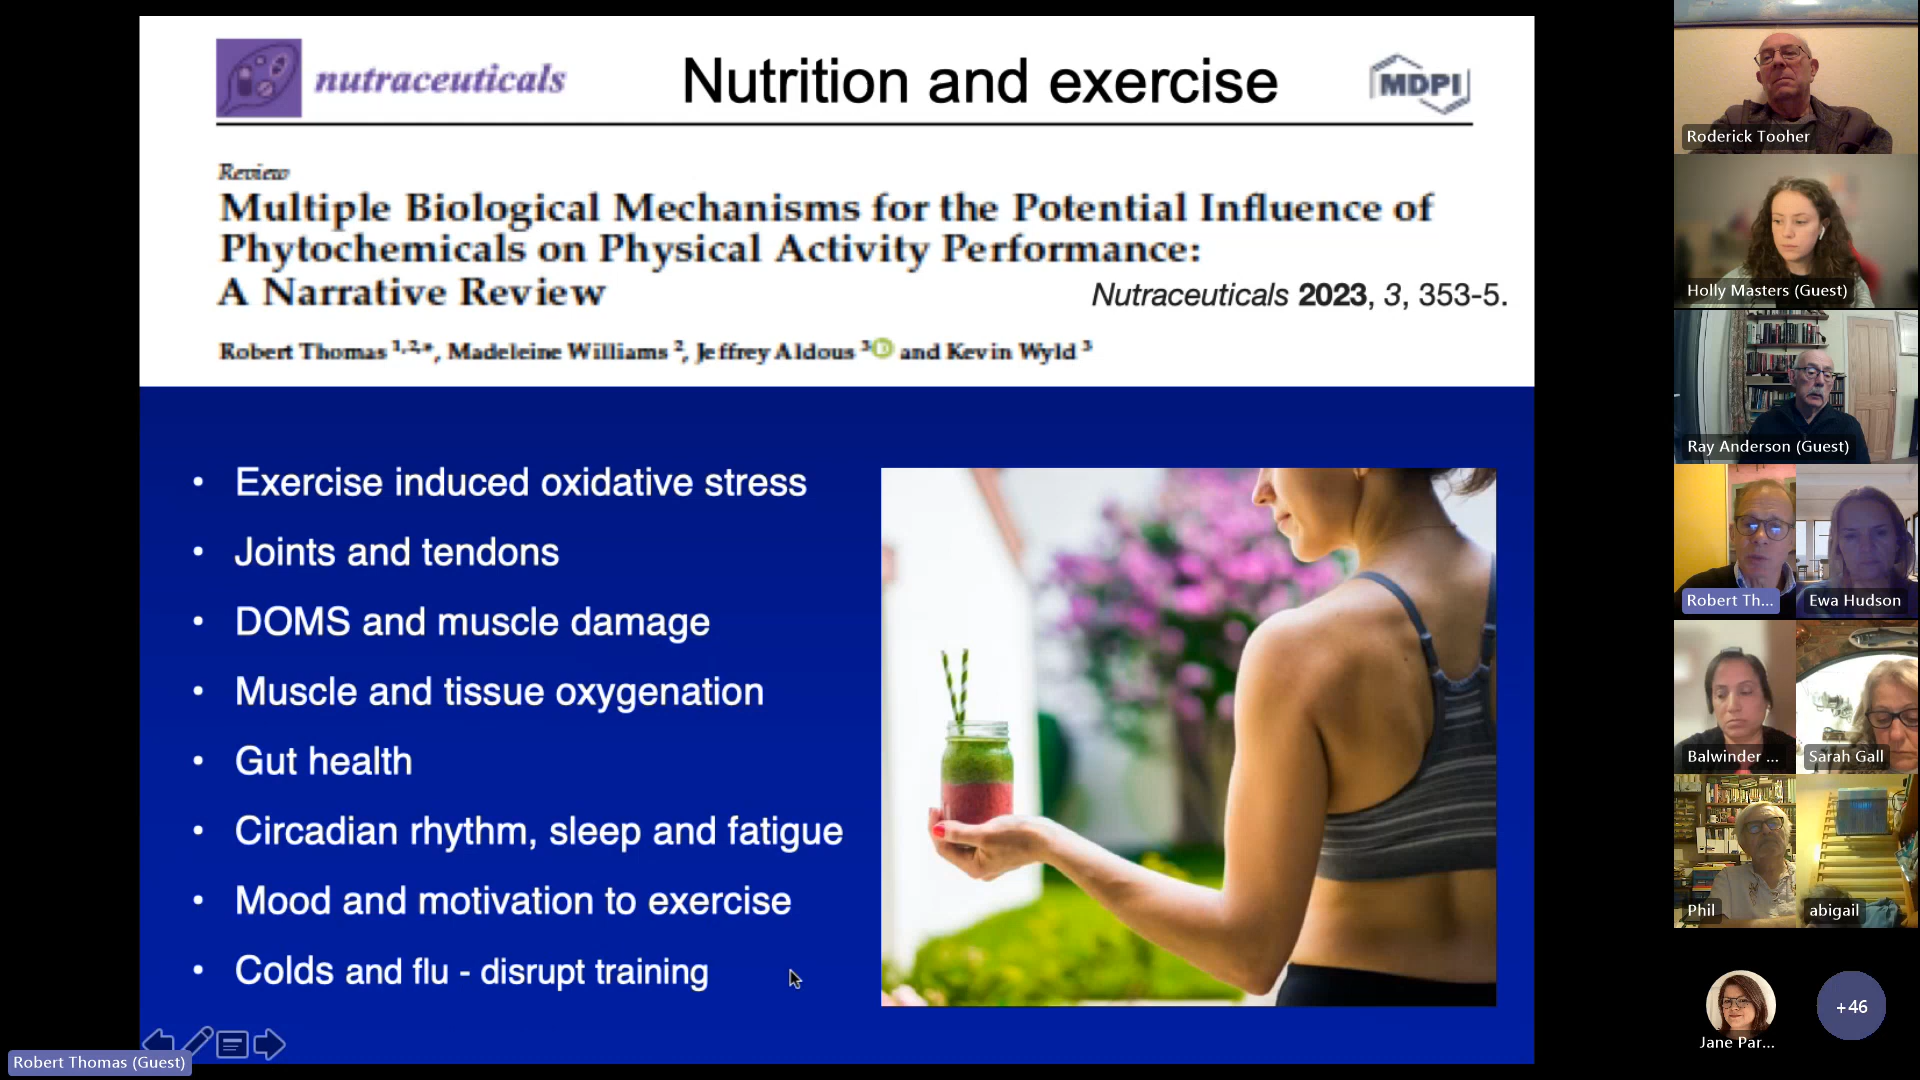 nutraceuticals
Nutrition and exercise
MDPI
Review
Multiple Biological Mechanisms for the Potential Influence of
Phytochemicals on Physical Activity Performance:
A Narrative Review
Nutraceuticals 2023, 3, 353-5.
Robert Thomas 1,2,*, Madeleine Williams 2, Jeffrey Aldous 3 iD and Kevin Wyld 3
• Exercise induced oxidative stress
• Joints and tendons
• DOMS and muscle damage
• Muscle and tissue oxygenation
• Gut health
• Circadian rhythm, sleep and fatigue
• Mood and motivation to exercise
• Colds and flu - disrupt training
Robert Thomas (Guest)
Roderick Tooher
Holly Masters (Guest)
Ray Anderson (Guest)
Robert Th...
Ewa Hudson
Balwinder ...
Sarah Gall
Phil
abigail
Jane Par...
+46